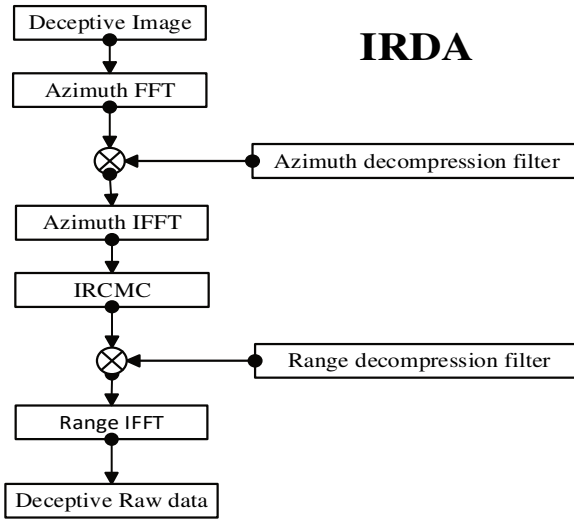 Deceptive Image
IRDA
Azimuth FFT
Azimuth decompression filter
Azimuth IFFT
IRCMC
Range decompression filter
Range IFFT
Deceptive Raw data